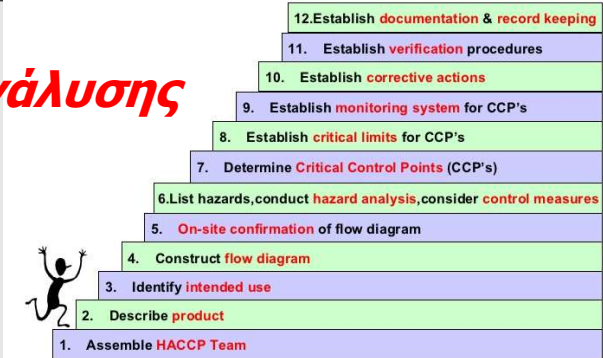 12.Establish documentation & record keeping
11. Establish verification procedures
10. Establish corrective actions
άλυσης
9. Establish monitoring system for CCP's
8. Establish critical limits for CCP's
7. Determine Critical Control Points (CCP's)
6.List hazards,conduct hazard analysis,consider control measures
5. On-site confirmation of flow diagram
4. Construct flow diagram
3. Identify intended use
2. Describe product
1. Assemble HACCP Team